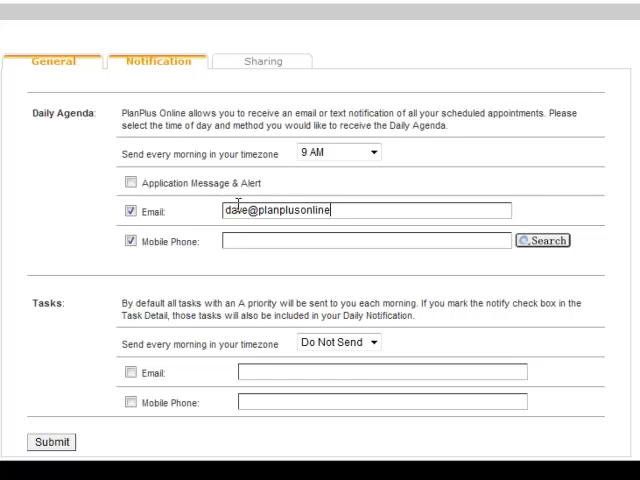 General Notification Sharing
Daily Agenda: PlanPlus Online allows you to receive an email or text notification of all your scheduled appointments. Please
select the time of day and method you would like to receive the Daily Agenda.
Send every morning in your timezone 9 AM
Application Message & Alert
Email: dave@planplusonline
Mobile Phone: Search
Tasks: By default all tasks with an A priority will be sent to you each morning. If you mark the notify check box in the
Task Detail, those tasks will also be included in your Daily Notification.
Send every morning in your timezone Do Not Send
Email:
Mobile Phone:
Submit